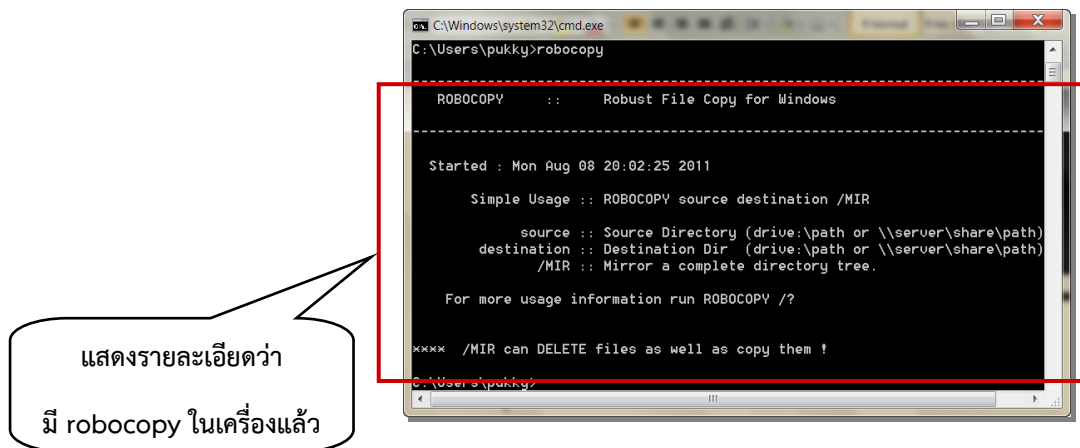 C:\Windows\system32\cmd.exe
C:\Users\pukky>robocopy
-------------------------------------------------------------------------------
ROBOCOPY :: Robust File Copy for Windows
-------------------------------------------------------------------------------
Started : Mon Aug 08 20:02:25 2011
Simple Usage :: ROBOCOPY source destination /MIR
source :: Source Directory (drive:\path or \\server\share\path)
destination :: Destination Dir (drive:\path or \\server\share\path)
/MIR :: Mirror a complete directory tree.
For more usage information run ROBOCOPY /?
**** /MIR can DELETE files as well as copy them !
C:\Users\pukky>
แสดงรายละเอียดว่า
มี robocopy ในเครื่องแล้ว